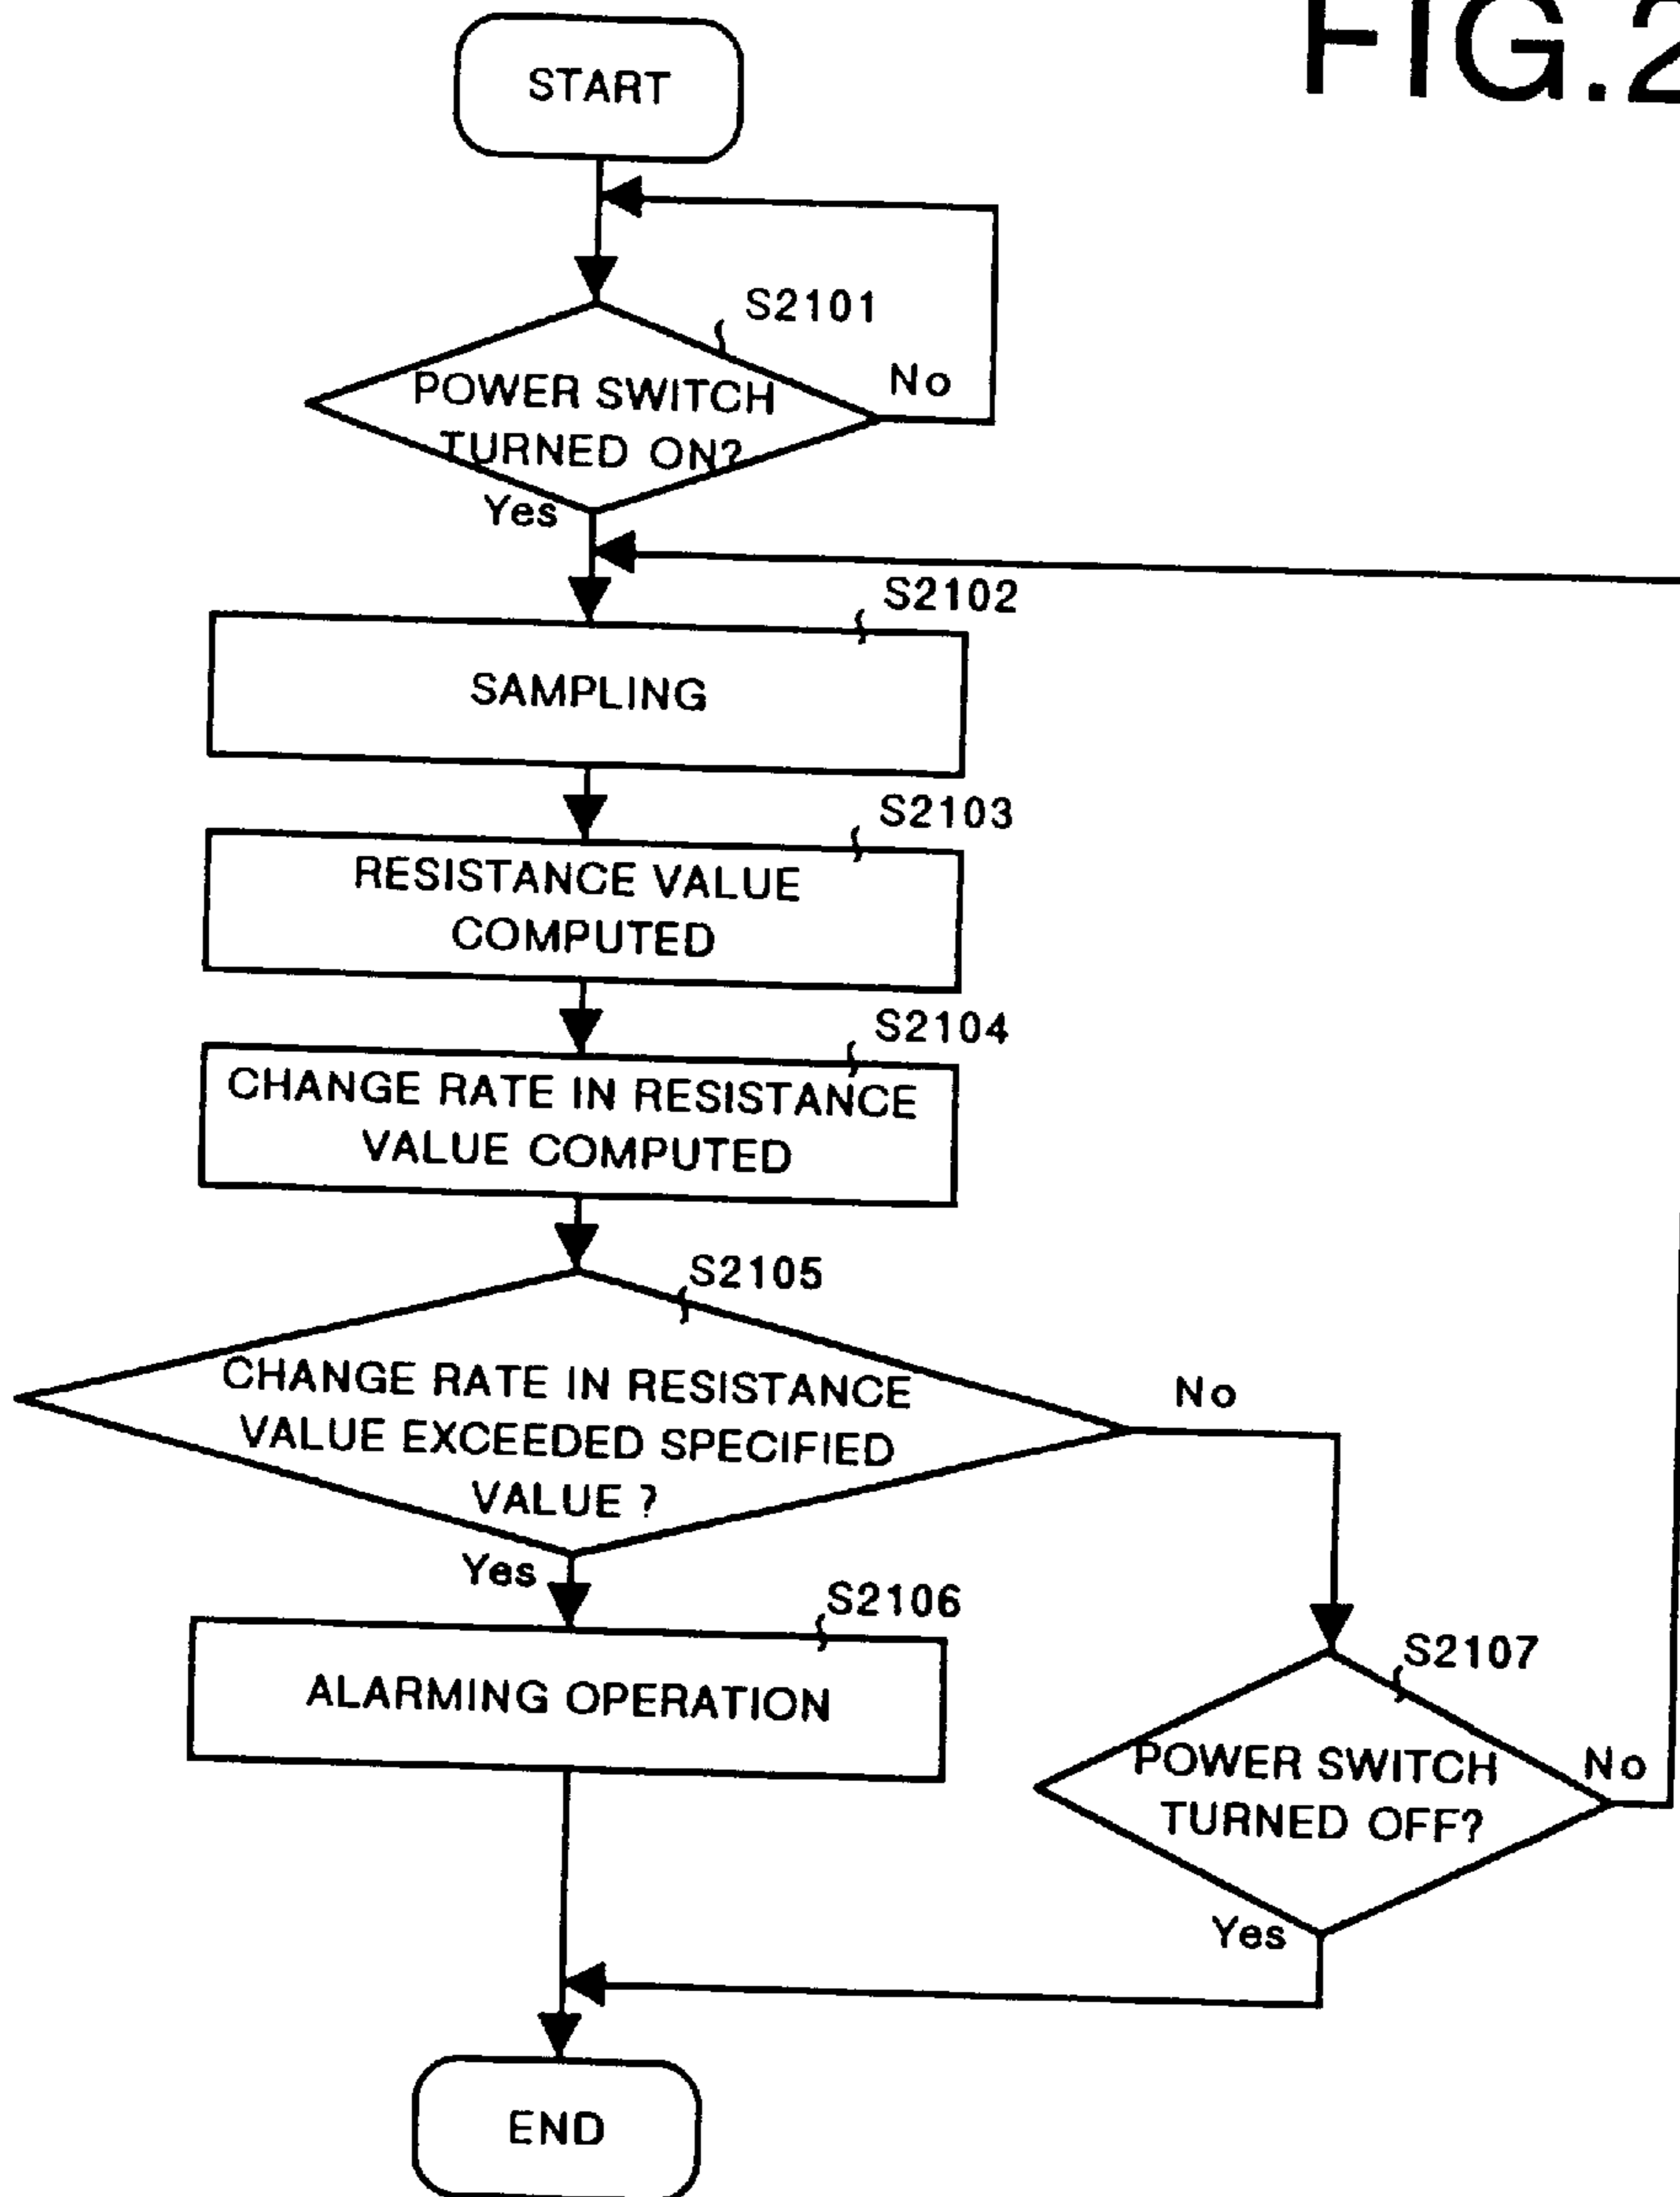 FIG.2
START
S2101
POWER SWITCH
TURNED ON?
No
Yes
S2102
SAMPLING
S2103
RESISTANCE VALUE
COMPUTED
S2104
CHANGE RATE IN RESISTANCE
VALUE COMPUTED
S2105
CHANGE RATE IN RESISTANCE
VALUE EXCEEDED SPECIFIED
VALUE ?
No
Yes
S2106
ALARMING OPERATION
S2107
POWER SWITCH
TURNED OFF?
No
Yes
END